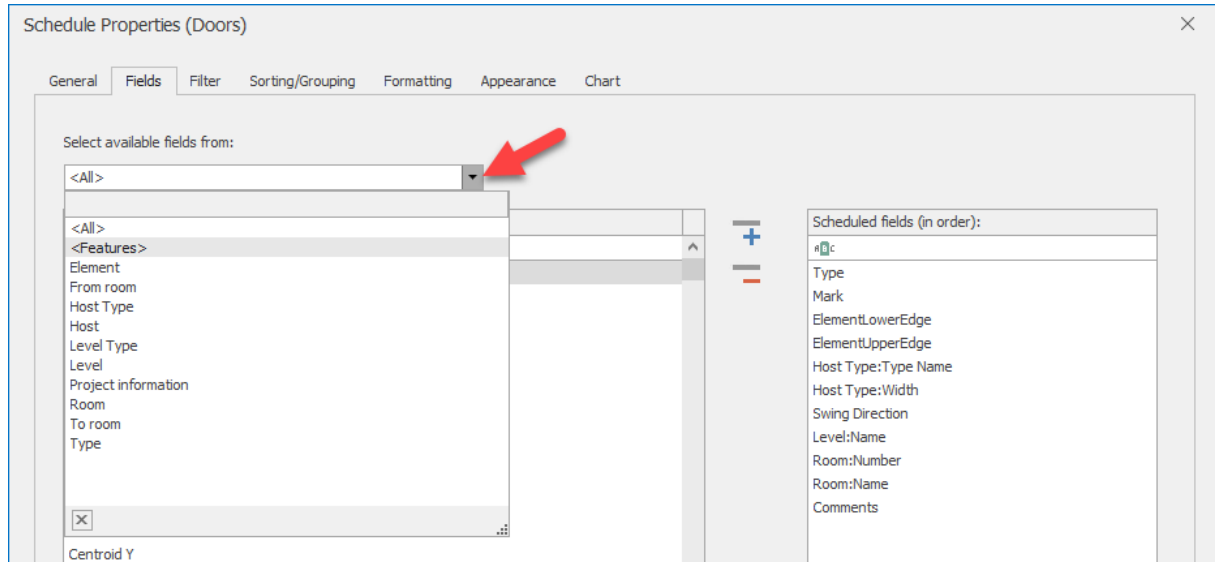 Schedule Properties (Doors)
General Fields Filter Sorting/Grouping Formatting Appearance Chart
Select available fields from:
<All>
<All>
<Features>
Element
From room
Host Type
Host
Level Type
Level
Project information
Room
To room
Type
Centroid Y
Scheduled fields (in order):
ABC
Type
Mark
ElementLowerEdge
ElementUpperEdge
Host Type:Type Name
Host Type:Width
Swing Direction
Level:Name
Room:Number
Room:Name
Comments